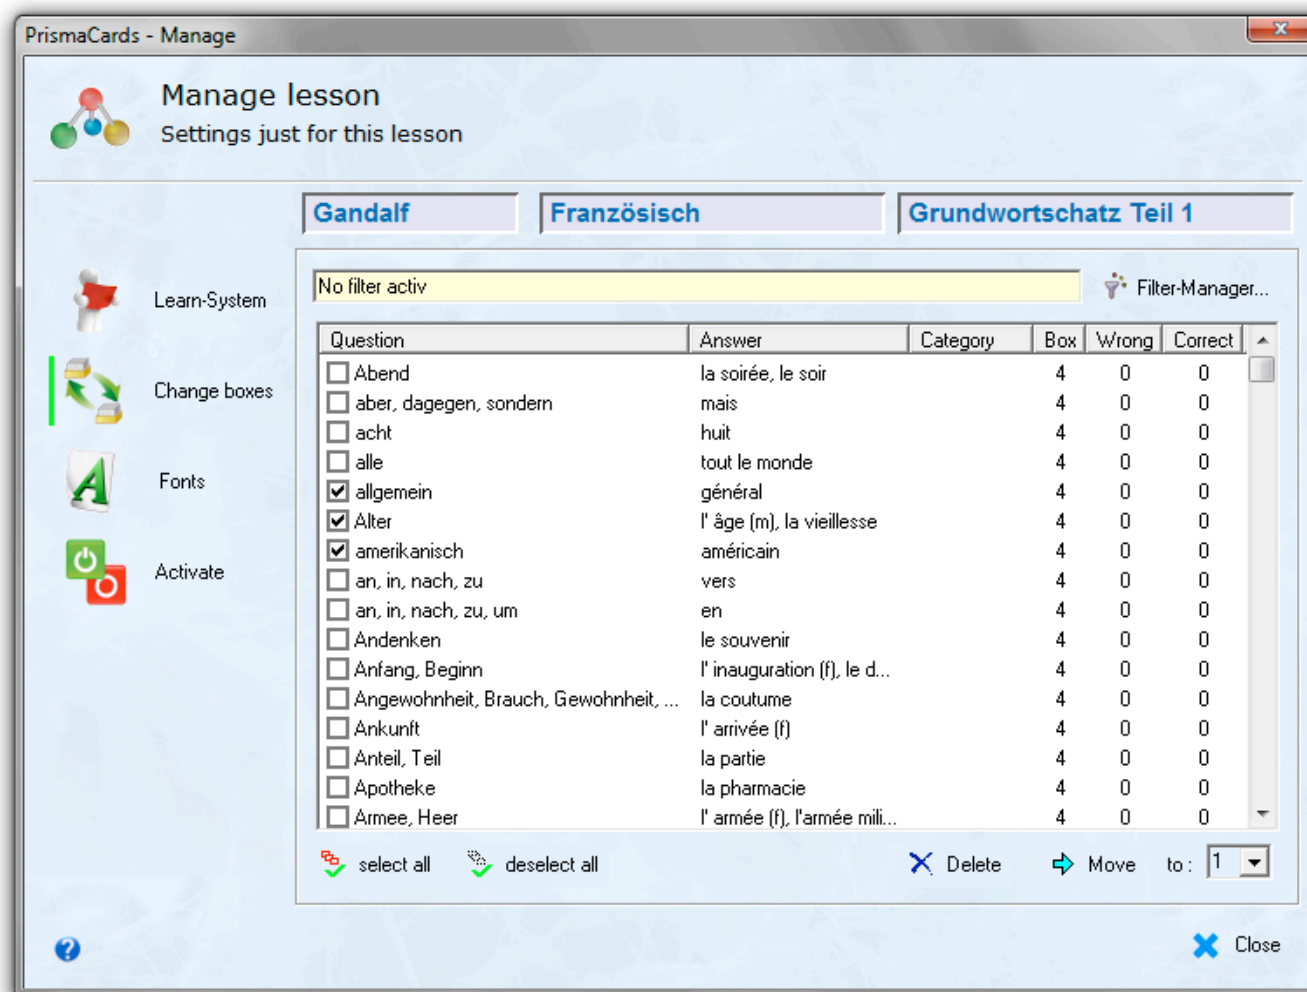 PrismaCards - Manage
Manage lesson
Settings just for this lesson
Gandalf Französisch Grundwortschatz Teil 1
Learn-System
Change boxes
Fonts
Activate
No filter activ Filter-Manager...
Question Answer Category Box Wrong Correct
Abend la soirée, le soir 4 0 0
aber, dagegen, sondern mais 4 0 0
acht huit 4 0 0
alle tout le monde 4 0 0
allgemein général 4 0 0
Alter l' âge (m), la vieillesse 4 0 0
amerikanisch américain 4 0 0
an, in, nach, zu vers 4 0 0
an, in, nach, zu, um en 4 0 0
Andenken le souvenir 4 0 0
Anfang, Beginn l' inauguration (f), le d... 4 0 0
Angewohnheit, Brauch, Gewohnheit, ... la coutume 4 0 0
Ankunft l' arrivée (f) 4 0 0
Anteil, Teil la partie 4 0 0
Apotheke la pharmacie 4 0 0
Armee, Heer l' armée (f), l'armée mili... 4 0 0
select all deselect all Delete Move to : 1
Close